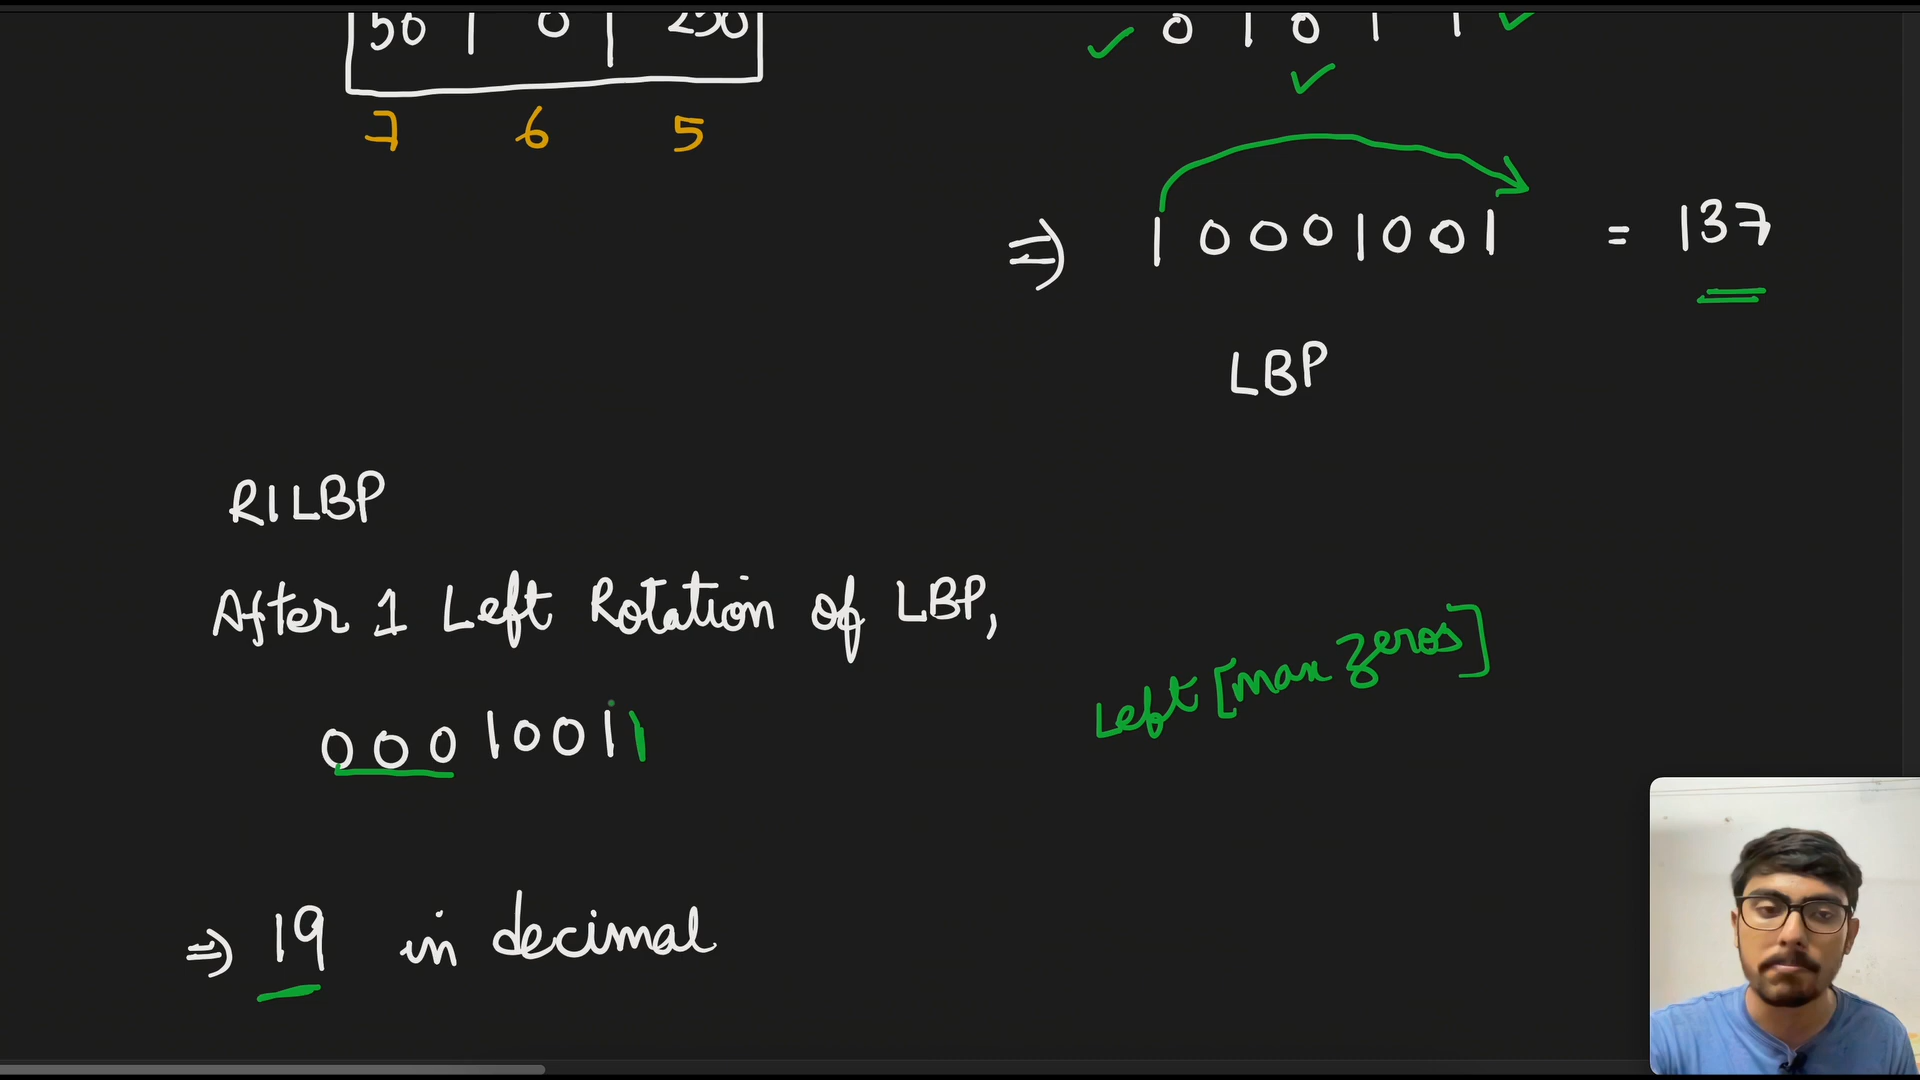 50 | 0 | 250
7 6 5
0 1 0 1 1
⇒ 10001001 = 137
LBP
RILBP
After 1 Left Rotation of LBP,
Left [max zeros]
00010011
⇒ 19 in decimal